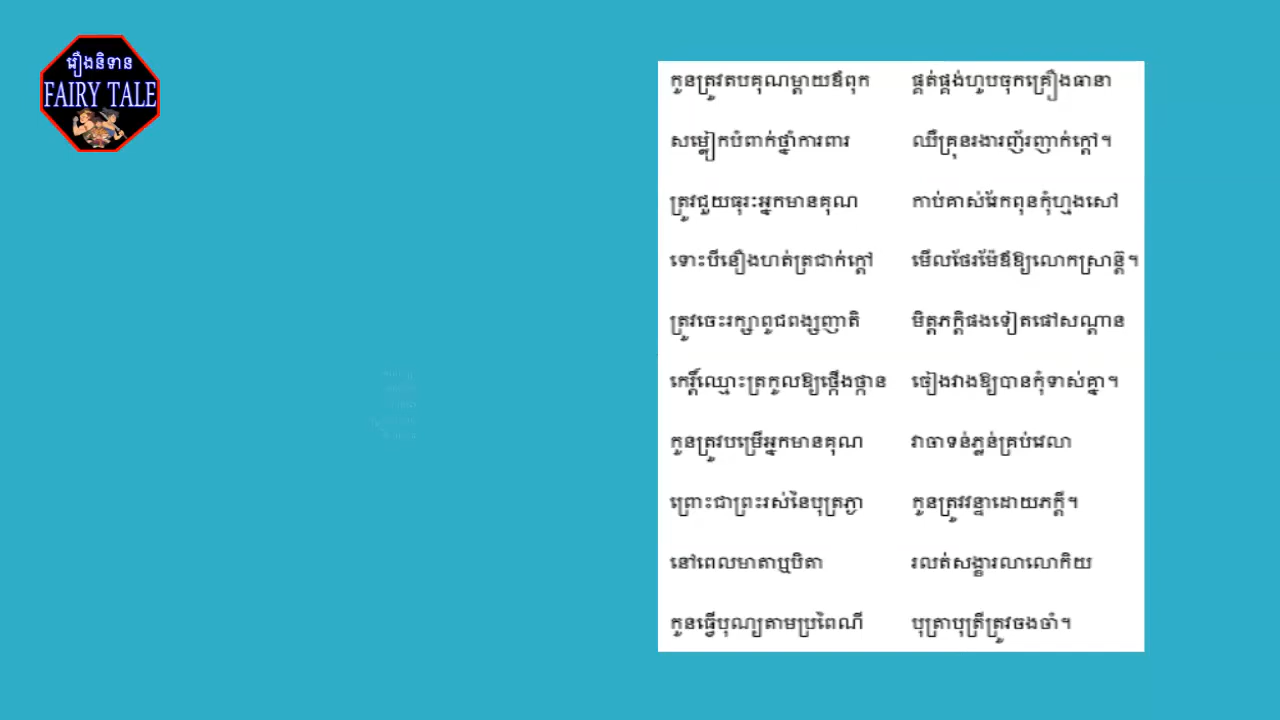 រឿងនិទាន
FAIRY TALE
កូនត្រូវតបគុណម្ដាយឪពុក ផ្គត់ផ្គង់ហូបចុកគ្រឿងធានា
សម្លៀកបំពាក់ថ្នាំការពារ ឈឺគ្រុនរងារញ័រញាក់ក្ដៅ។
ត្រូវជួយធុរៈអ្នកមានគុណ កាប់គាស់រែកពុនកុំហ្មងសៅ
ទោះបីនឿងហត់ត្រជាក់ក្ដៅ មើលថែរម៉ែឪឱ្យលោកស្រាន្ត៊។
ត្រូវចេះរក្សាពូជពង្សញាតិ មិត្តភក្ដិផងទៀតផៅសណ្ដាន
កេរ្តិ៍ឈ្មោះត្រកូលឱ្យថ្កើងថ្កាន ចៀងវាងឱ្យបានកុំទាស់គ្នា។
កូនត្រូវបម្រើអ្នកមានគុណ វាចាទន់ភ្លន់គ្រប់វេលា
ព្រោះជាព្រះរស់នៃបុត្រភ្ងា កូនត្រូវវន្នាដោយភក្ដី។
នៅពេលមាតាឬបិតា រលត់សង្ខារលាលោកិយ
កូនធ្វើបុណ្យតាមប្រពៃណី បុត្រាបុត្រីត្រូវចងចាំ។